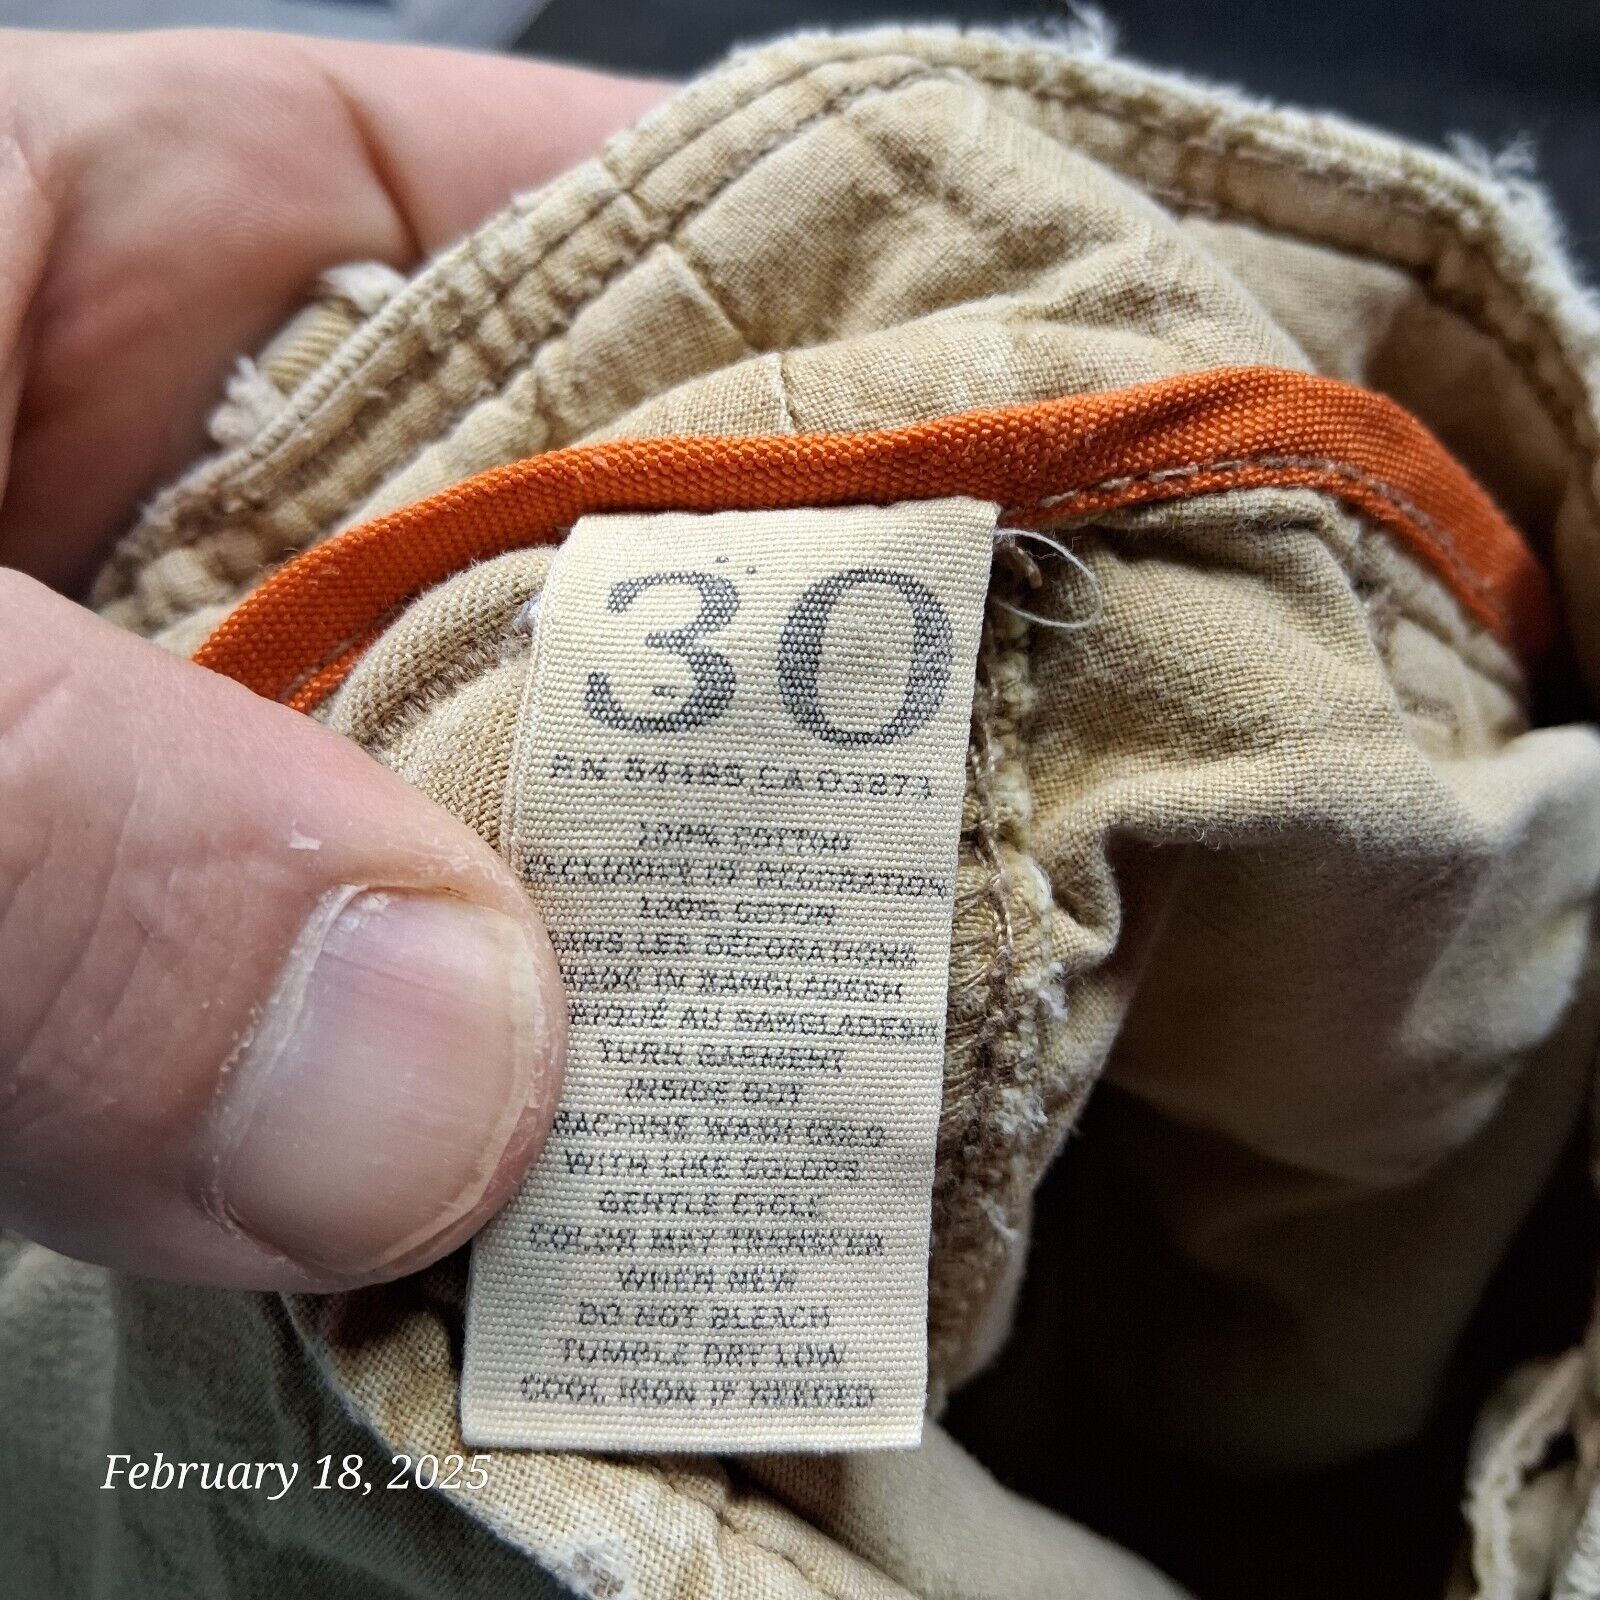 30
RN 54485 CA 03873
100% COTTON
EXCLUSIVE OF DECORATION
100% COTON
SANS LES DÉCORATIONS
MADE IN BANGLADESH
FABRIQUÉ AU BANGLADESH
TURN GARMENT
INSIDE OUT
MACHINE WASH COLD
WITH LIKE COLORS
GENTLE CYCLE
COLOR MAY TRANSFER
WHEN NEW
DO NOT BLEACH
TUMBLE DRY LOW
COOL IRON IF NEEDED
February 18, 2025